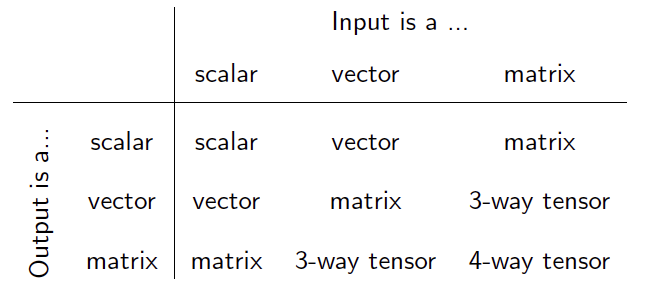 Input is a ...
scalar vector matrix
Output is a...
scalar scalar vector matrix
vector vector matrix 3-way tensor
matrix matrix 3-way tensor 4-way tensor